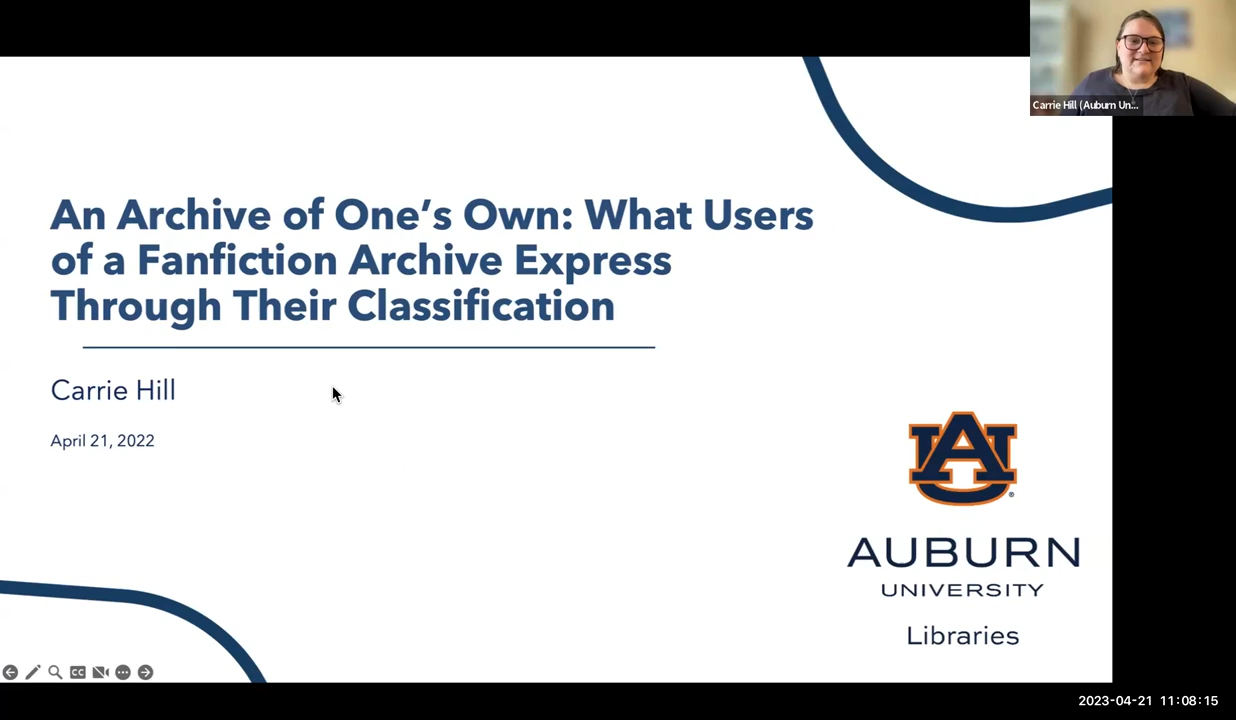 Carrie Hill (Auburn Un...
An Archive of One's Own: What Users
of a Fanfiction Archive Express
Through Their Classification
Carrie Hill
April 21, 2022
AU
AUBURN
UNIVERSITY
Libraries
CC
2023-04-21 11:08:15